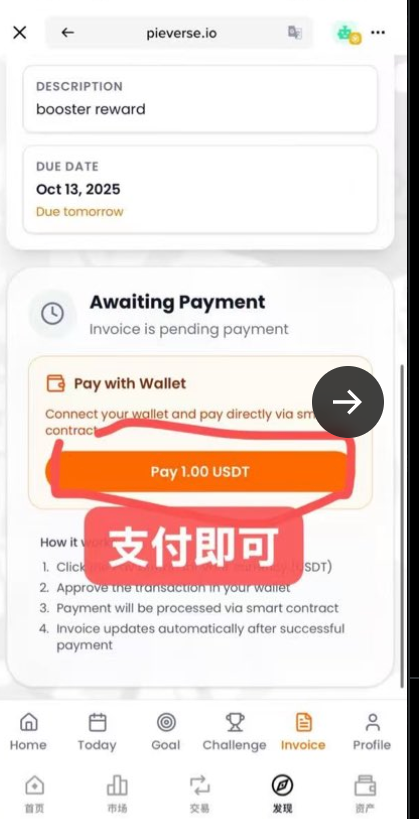 pieverse.io
DESCRIPTION
booster reward
DUE DATE
Oct 13, 2025
Due tomorrow
Awaiting Payment
Invoice is pending payment
Pay with Wallet
Connect your wallet and pay directly via sm
contract
Pay 1.00 USDT
How it
支付即可
1. Click USDT)
2. Approve the transaction in your wallet
3. Payment will be processed via smart contract
4. Invoice updates automatically after successful
payment
Home Today Goal Challenge Invoice Profile
首页 市场 交易 发现 资产